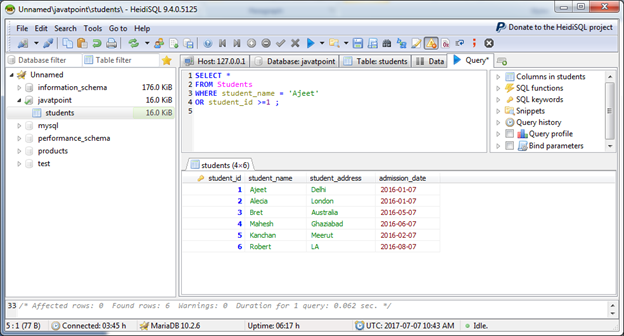 Unnamed\javatpoint\students\ - HeidiSQL 9.4.0.5125
File Edit Search Tools Go to Help
Donate to the HeidiSQL project
Database filter Table filter
Host: 127.0.0.1 Database: javatpoint Table: students Data Query*
Unnamed
information_schema 176.0 KiB
javatpoint 16.0 KiB
students 16.0 KiB
mysql
performance_schema
products
test
1 SELECT *
2 FROM Students
3 WHERE student_name = 'Ajeet'
4 OR student_id >=1 ;
5
Columns in students
SQL functions
SQL keywords
Snippets
Query history
Query profile
Bind parameters
students (4×6)
student_id student_name student_address admission_date
1 Ajeet Delhi 2016-01-07
2 Alecia London 2016-01-07
3 Bret Australia 2016-05-07
4 Mahesh Ghaziabad 2016-06-07
5 Kanchan Meerut 2016-02-07
6 Robert LA 2016-08-07
33 /* Affected rows: 0 Found rows: 6 Warnings: 0 Duration for 1 query: 0.062 sec. */
5 : 1 (77 B) Connected: 03:45 h MariaDB 10.2.6 Uptime: 06:17 h UTC: 2017-07-07 10:43 AM Idle.